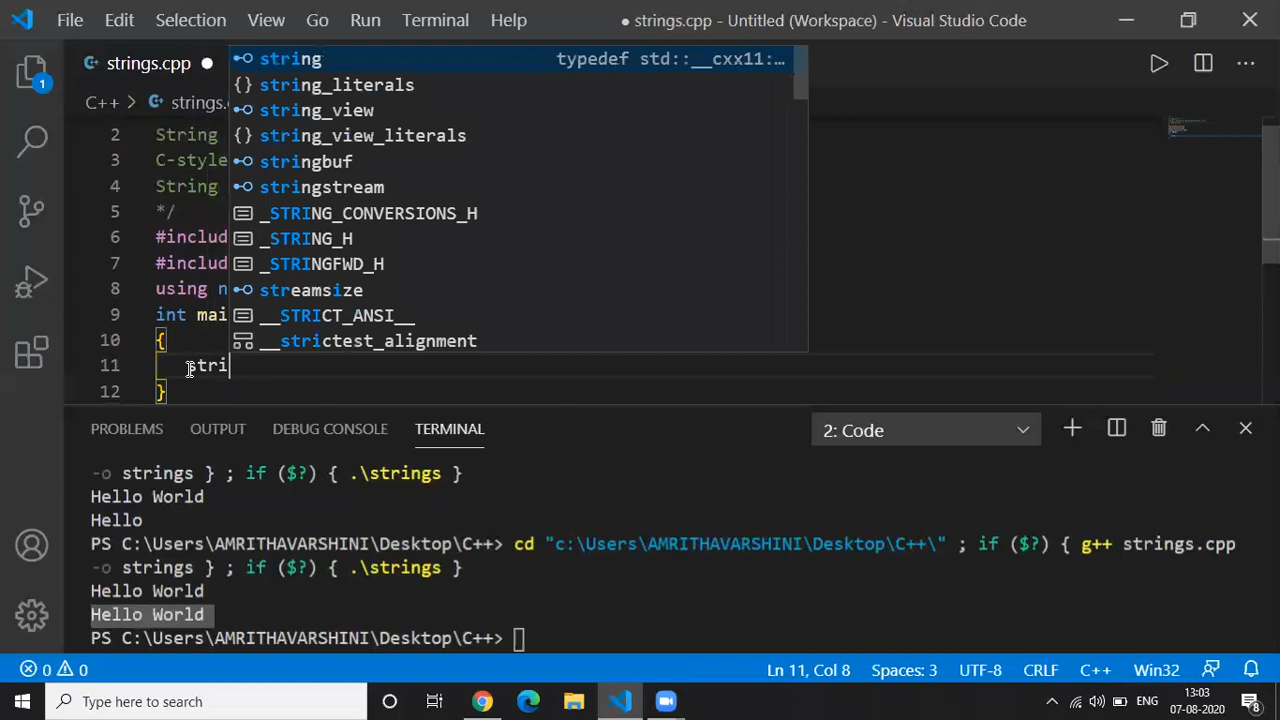 File Edit Selection View Go Run Terminal Help ● strings.cpp - Untitled (Workspace) - Visual Studio Code
strings.cpp ●
C++ > strings.c
string typedef std::__cxx11:…
string_literals
string_view
string_view_literals
stringbuf
stringstream
_STRING_CONVERSIONS_H
_STRING_H
_STRINGFWD_H
streamsize
__STRICT_ANSI__
__strictest_alignment
2 String
3 C-style
4 String
5 */
6 #includ
7 #includ
8 using n
9 int mai
10 {
11 stri
12 }
1
PROBLEMS OUTPUT DEBUG CONSOLE TERMINAL 2: Code
-o strings } ; if ($?) { .\strings }
Hello World
Hello
PS C:\Users\AMRITHAVARSHINI\Desktop\C++> cd "c:\Users\AMRITHAVARSHINI\Desktop\C++\" ; if ($?) { g++ strings.cpp
-o strings } ; if ($?) { .\strings }
Hello World
Hello World
PS C:\Users\AMRITHAVARSHINI\Desktop\C++>
0 0 Ln 11, Col 8 Spaces: 3 UTF-8 CRLF C++ Win32
Type here to search ENG 13:03
07-08-2020 8